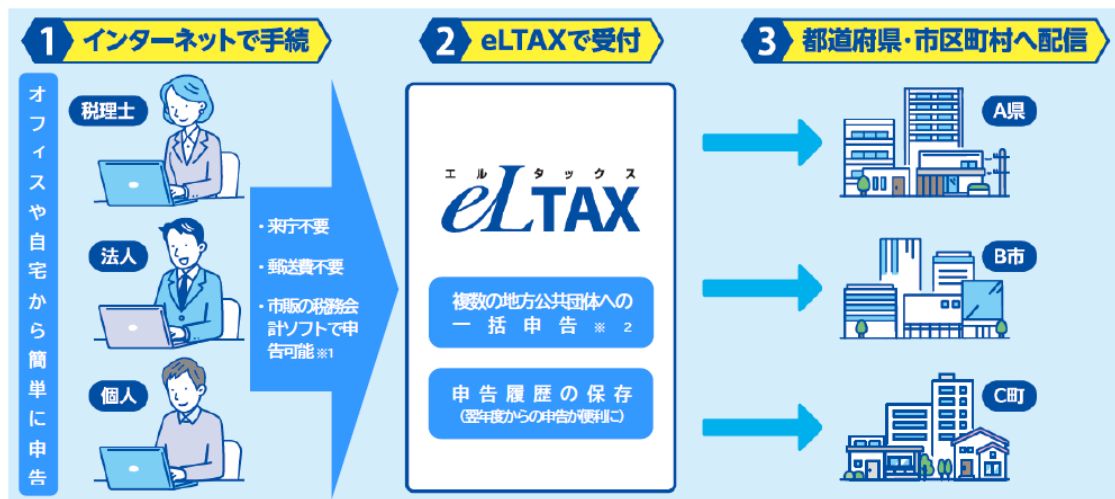 1 インターネットで手続
2 eLTAXで受付
3 都道府県・市区町村へ配信
オフィスや自宅から簡単に申告
税理士
法人
個人
・来庁不要
・郵送費不要
・市販の税務会
計ソフトで申
告可能※1
エルタックス
eLTAX
複数の地方公共団体への
一括申告※2
申告履歴の保存
(翌年度からの申告が便利に)
A県
B市
C町